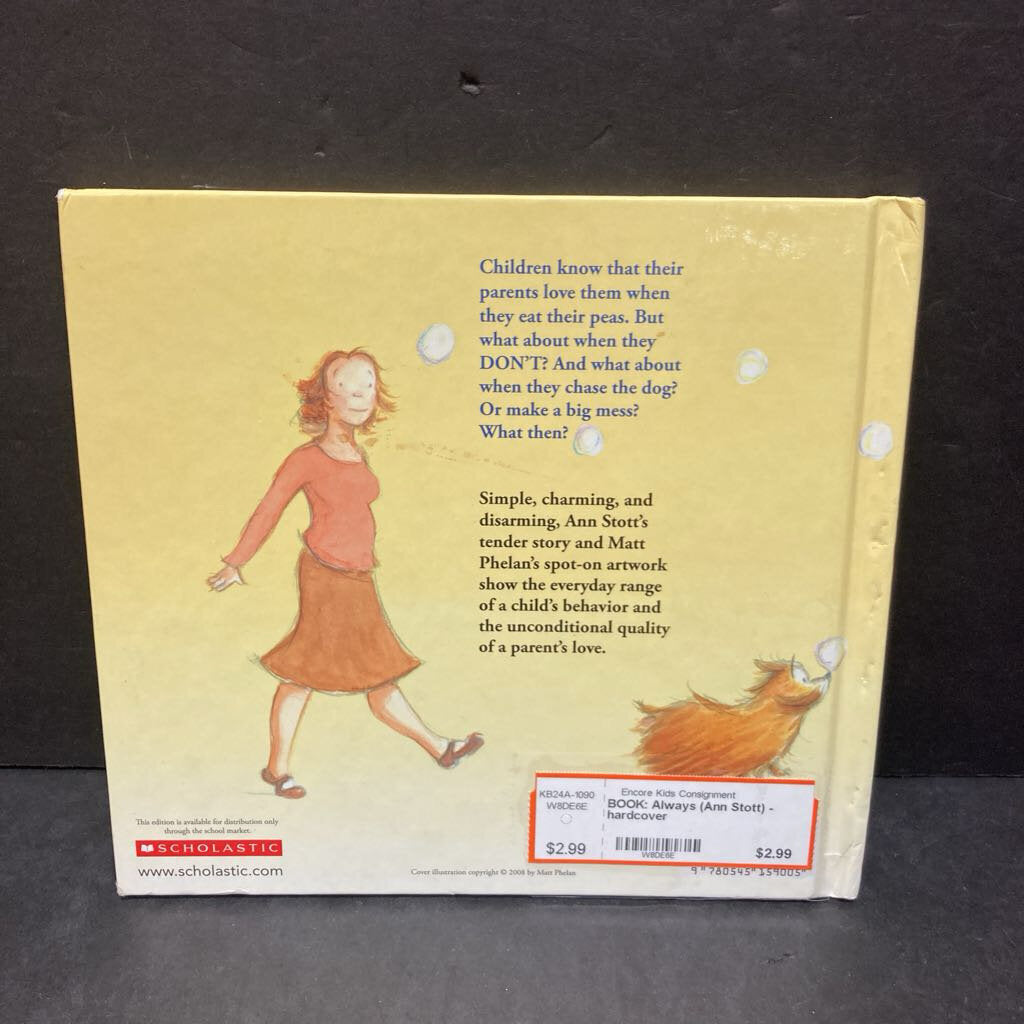 Children know that their
parents love them when
they eat their peas. But
what about when they
DON'T? And what about
when they chase the dog?
Or make a big mess?
What then?
Simple, charming, and
disarming, Ann Stott's
tender story and Matt
Phelan's spot-on artwork
show the everyday range
of a child's behavior and
the unconditional quality
of a parent's love.
This edition is available for distribution only
through the school market.
SCHOLASTIC
www.scholastic.com
Cover illustration copyright © 2008 by Matt Phelan
KB24A-1090
W8DE6E
$2.99
Encore Kids Consignment
BOOK: Always (Ann Stott) -
hardcover
W8DE6E
$2.99
9 780545 159005